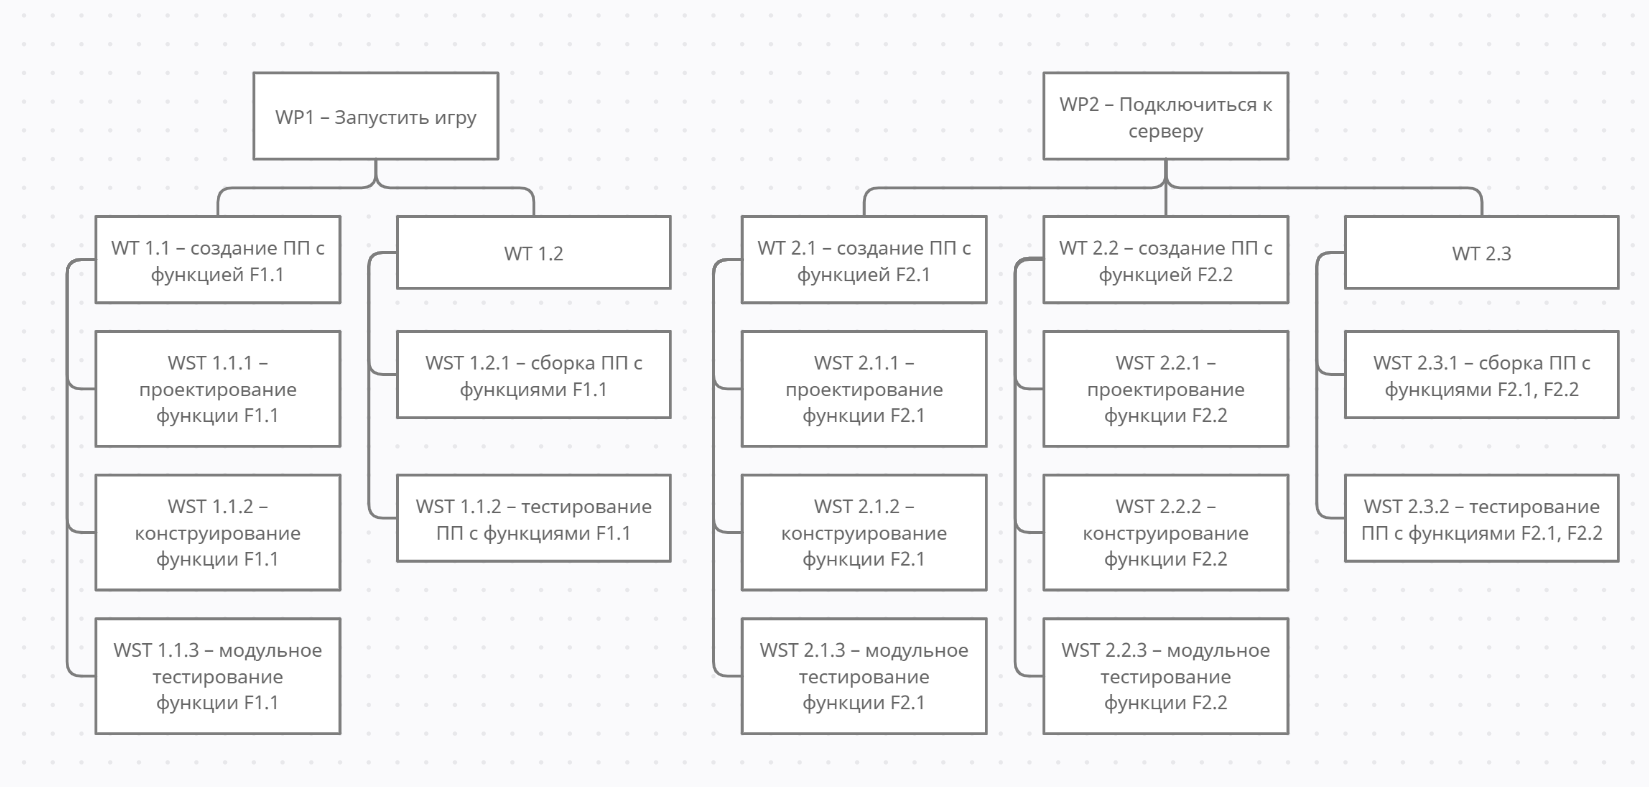 WP1 – Запустить игру
WP2 – Подключиться к
серверу
WT 1.1 – создание ПП с
функцией F1.1
WT 1.2
WT 2.1 – создание ПП с
функцией F2.1
WT 2.2 – создание ПП с
функцией F2.2
WT 2.3
WST 1.1.1 –
проектирование
функции F1.1
WST 1.2.1 – сборка ПП с
функциями F1.1
WST 2.1.1 –
проектирование
функции F2.1
WST 2.2.1 –
проектирование
функции F2.2
WST 2.3.1 – сборка ПП с
функциями F2.1, F2.2
WST 1.1.2 –
конструирование
функции F1.1
WST 1.1.2 – тестирование
ПП с функциями F1.1
WST 2.1.2 –
конструирование
функции F2.1
WST 2.2.2 –
конструирование
функции F2.2
WST 2.3.2 – тестирование
ПП с функциями F2.1, F2.2
WST 1.1.3 – модульное
тестирование
функции F1.1
WST 2.1.3 – модульное
тестирование
функции F2.1
WST 2.2.3 – модульное
тестирование
функции F2.2